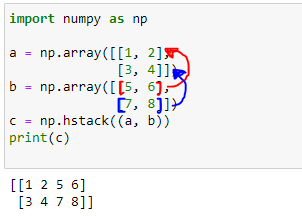 import numpy as np
a = np.array([[1, 2],
[3, 4]])
b = np.array([[5, 6],
[7, 8]])
c = np.hstack((a, b))
print(c)
[[1 2 5 6]
[3 4 7 8]]